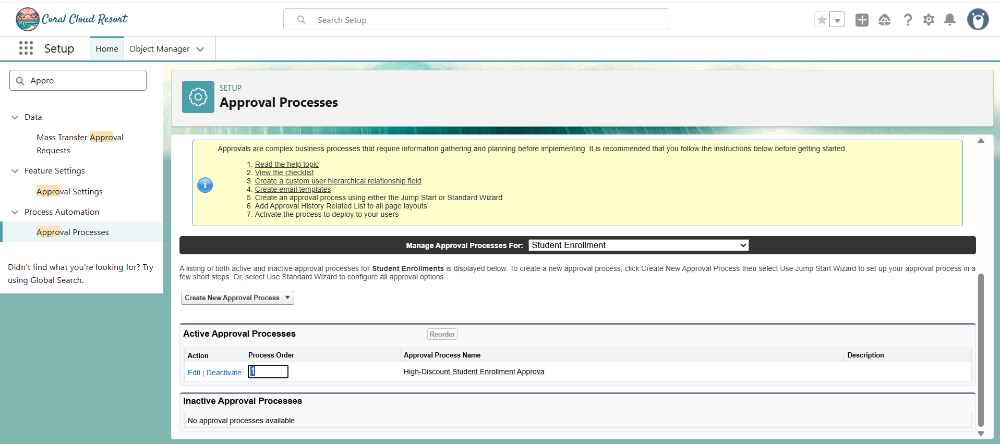 Coral Cloud Resort
Search Setup
Setup
Home
Object Manager
Appro
Data
Mass Transfer Approval
Requests
Feature Settings
Approval Settings
Process Automation
Approval Processes
Didn't find what you're looking for? Try
using Global Search.
SETUP
Approval Processes
Approvals are complex business processes that require information gathering and planning before implementing. It is recommended that you follow the instructions below before getting started.
1. Read the help topic
2. View the checklist
3. Create a custom user hierarchical relationship field
4. Create email templates
5. Create an approval process using either the Jump Start or Standard Wizard
6. Add Approval History Related List to all page layouts
7. Activate the process to deploy to your users
Manage Approval Processes For: Student Enrollment
A listing of both active and inactive approval processes for Student Enrollments is displayed below. To create a new approval process, click Create New Approval Process then select Use Jump Start Wizard to set up your approval process in a
few short steps. Or, select Use Standard Wizard to configure all approval options.
Create New Approval Process
Active Approval Processes
Reorder
Action Process Order Approval Process Name Description
Edit | Deactivate 1 High-Discount Student Enrollment Approva
Inactive Approval Processes
No approval processes available